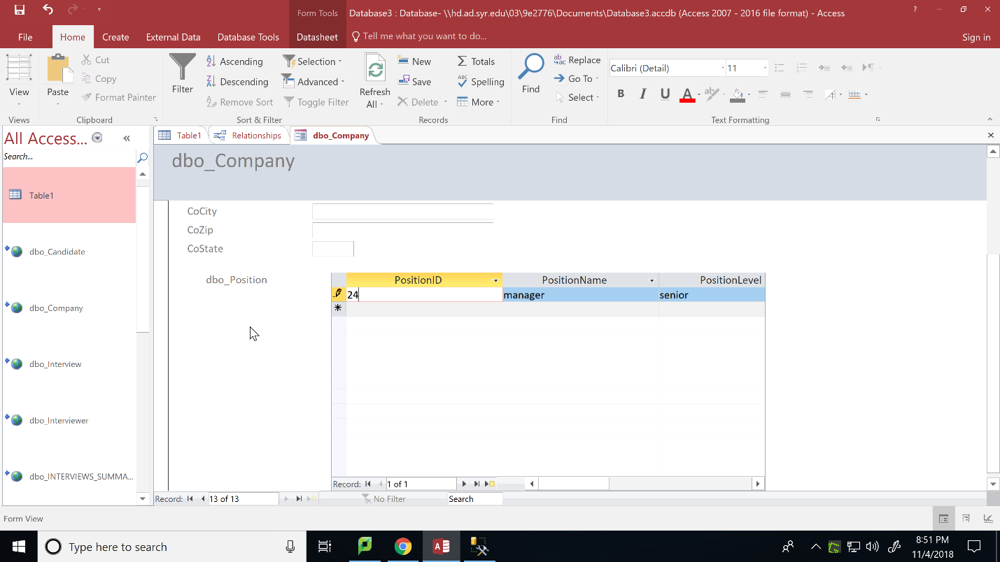 Form Tools
Database3 : Database- \\hd.ad.syr.edu\03\9e2776\Documents\Database3.accdb (Access 2007 - 2016 file format) - Access
?
File
Home
Create
External Data
Database Tools
Datasheet
Tell me what you want to do...
Sign in
View
Paste
Cut
Copy
Format Painter
Filter
Ascending
Descending
Remove Sort
Selection
Advanced
Toggle Filter
Refresh
All
New
Save
Delete
Totals
Spelling
More
Find
Replace
Go To
Select
Calibri (Detail)
11
B I U A
Views
Clipboard
Sort & Filter
Records
Find
Text Formatting
All Access...
Search...
Table1
dbo_Candidate
dbo_Company
dbo_Interview
dbo_Interviewer
dbo_INTERVIEWS_SUMMA...
Table1
Relationships
dbo_Company
dbo_Company
CoCity
CoZip
CoState
dbo_Position
PositionID PositionName PositionLevel
24 manager senior
Record: 1 of 1
Record: 13 of 13 No Filter Search
Form View
Type here to search
8:51 PM
11/4/2018